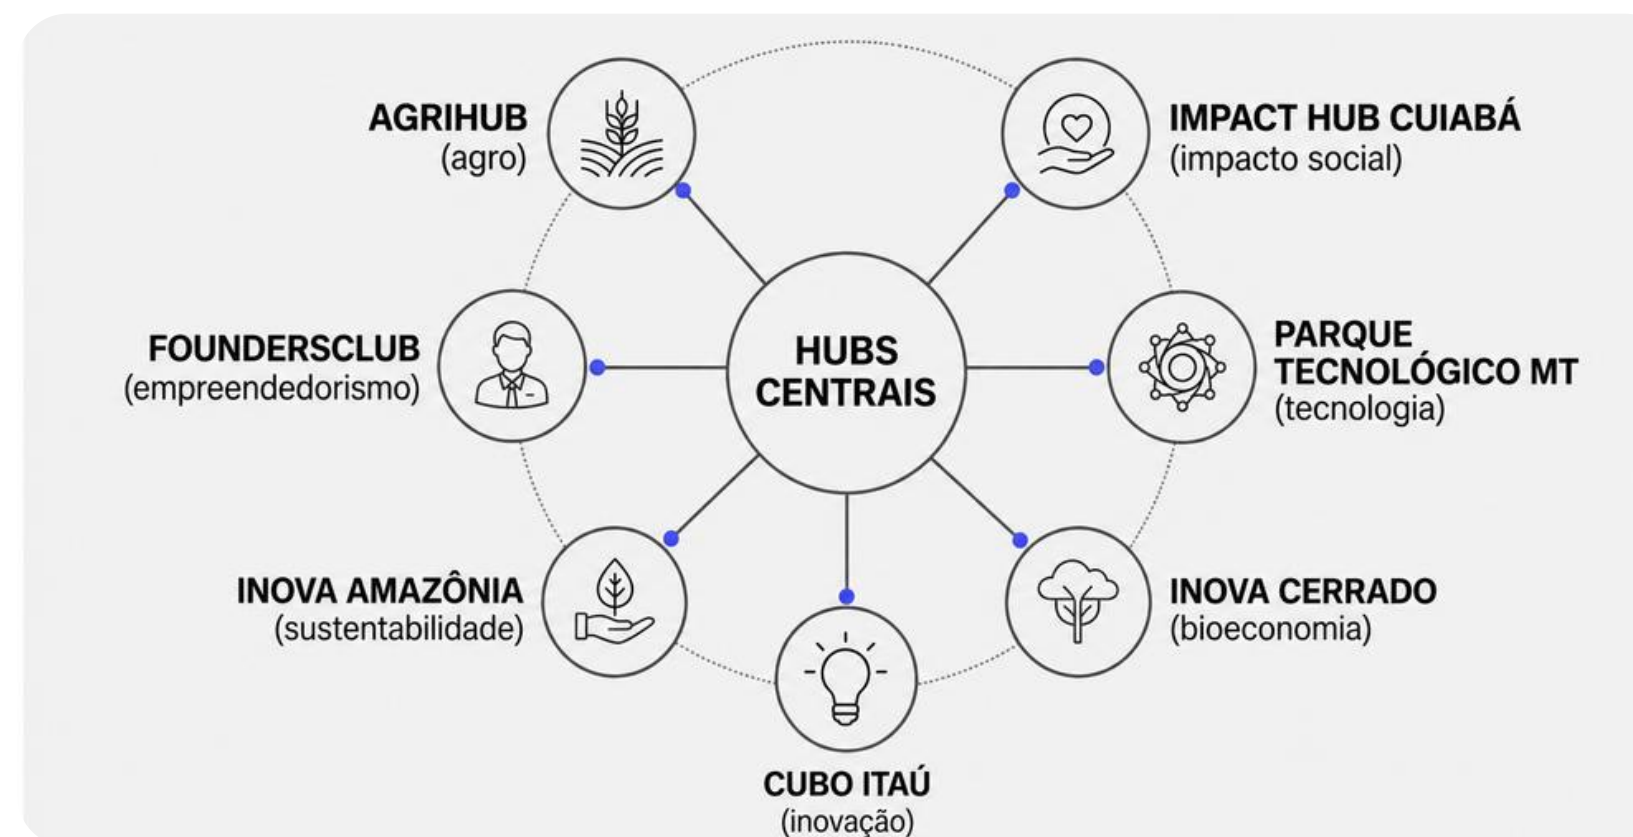 AGRIHUB
(agro)
IMPACT HUB CUIABÁ
(impacto social)
FOUNDERSCLUB
(empreendedorismo)
HUBS
CENTRAIS
PARQUE
TECNOLÓGICO MT
(tecnologia)
INOVA AMAZÔNIA
(sustentabilidade)
INOVA CERRADO
(bioeconomia)
CUBO ITAÚ
(inovação)